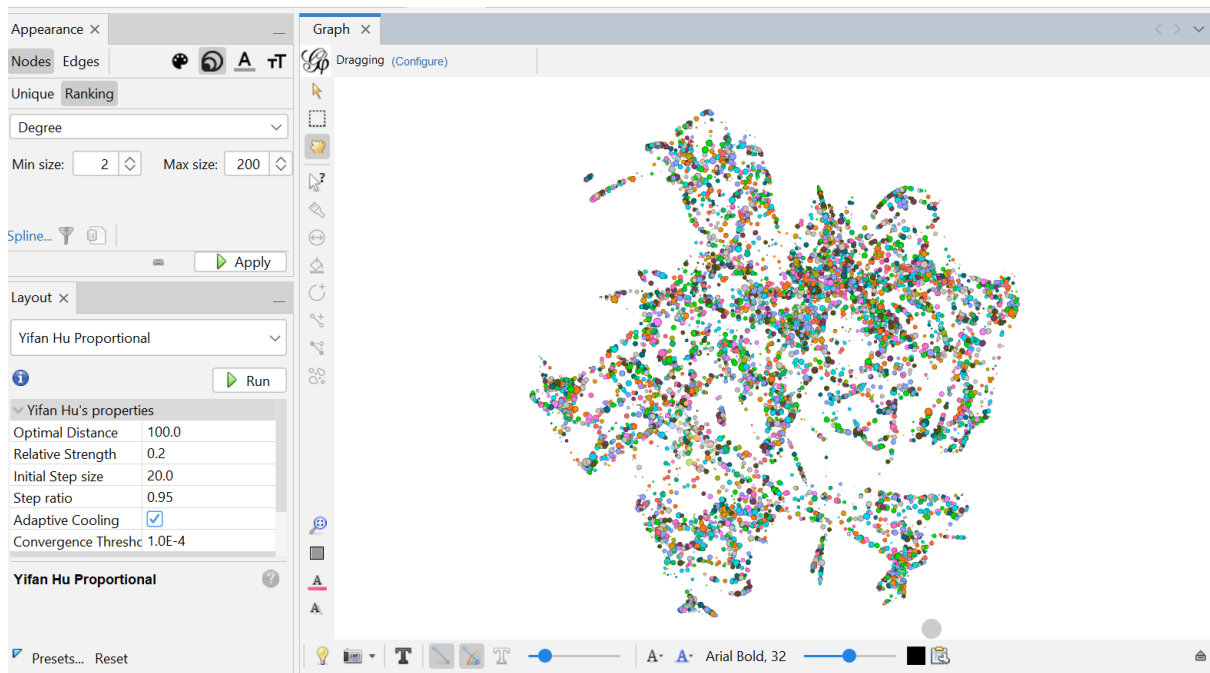 Appearance
Nodes Edges
A
TT
Unique Ranking
Degree
Min size: 2 Max size: 200
Spline...
Apply
Layout
Yifan Hu Proportional
Run
Yifan Hu's properties
Optimal Distance 100.0
Relative Strength 0.2
Initial Step size 20.0
Step ratio 0.95
Adaptive Cooling
Convergence Thresho 1.0E-4
Yifan Hu Proportional
Presets... Reset
Graph
Dragging (Configure)
A
A
T T
A- A- Arial Bold, 32